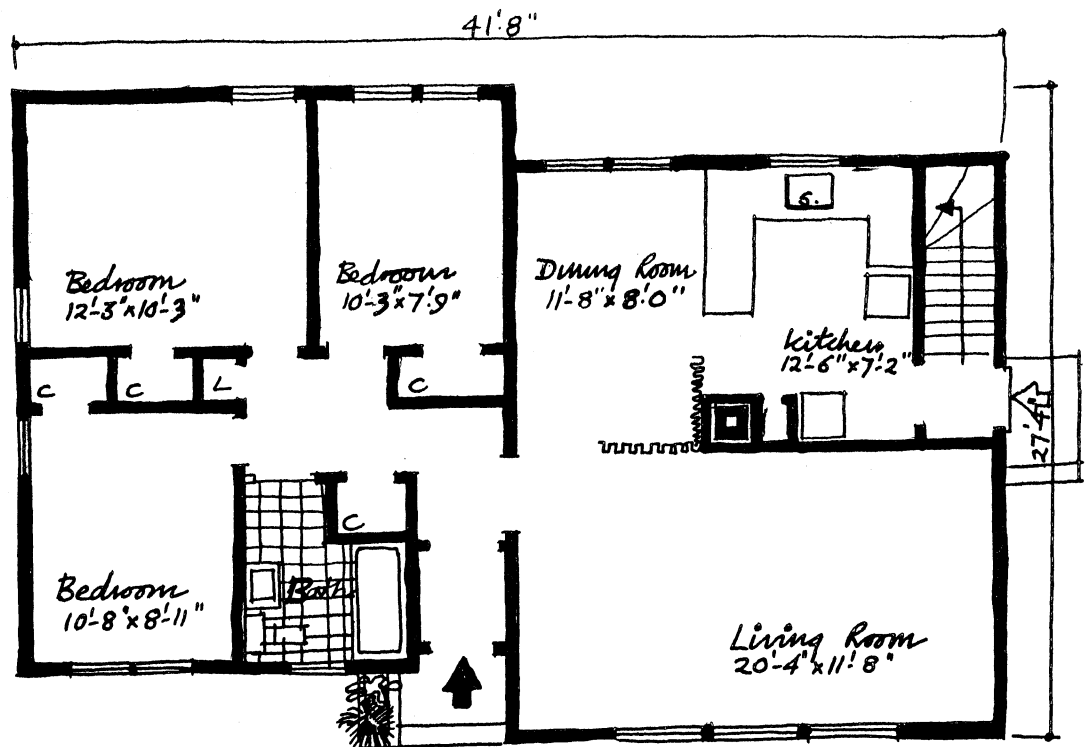 41'-8"
Bedroom
12'-3"x10'-3"
Bedroom
10'-3"x7'-9"
Dining Room
11'-8"x8'-0"
S.
Kitchen
12'-6"x7'-2"
C
C
L
C
27'-4"
C
Bath
Bedroom
10'-8"x8'-11"
Living Room
20'-4"x11'-8"